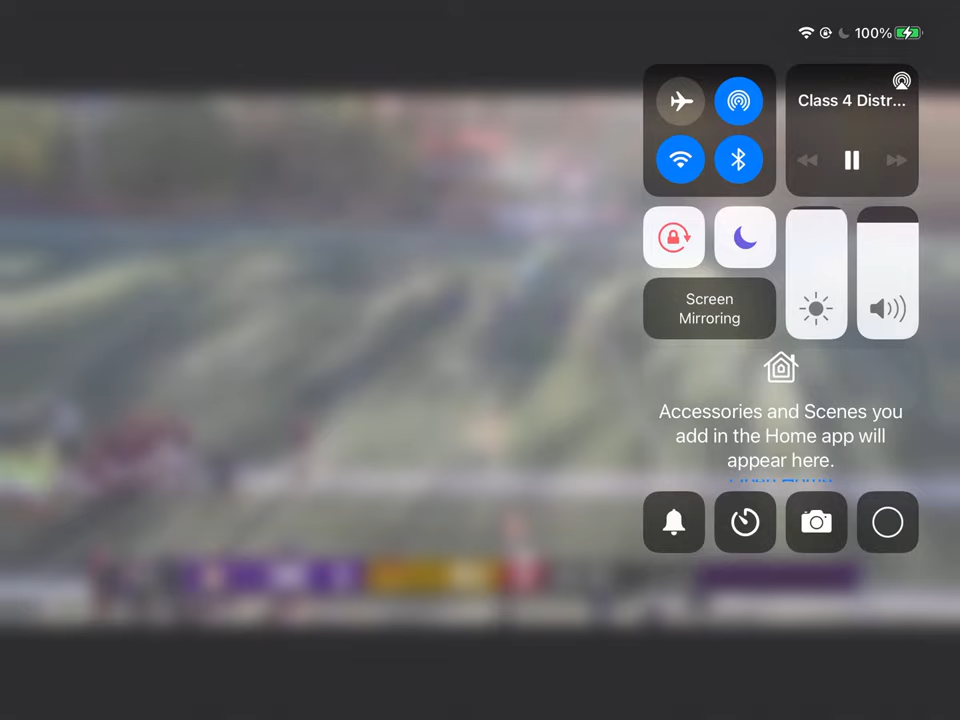 100%
Class 4 Distr...
Screen
Mirroring
Accessories and Scenes you
add in the Home app will
appear here.